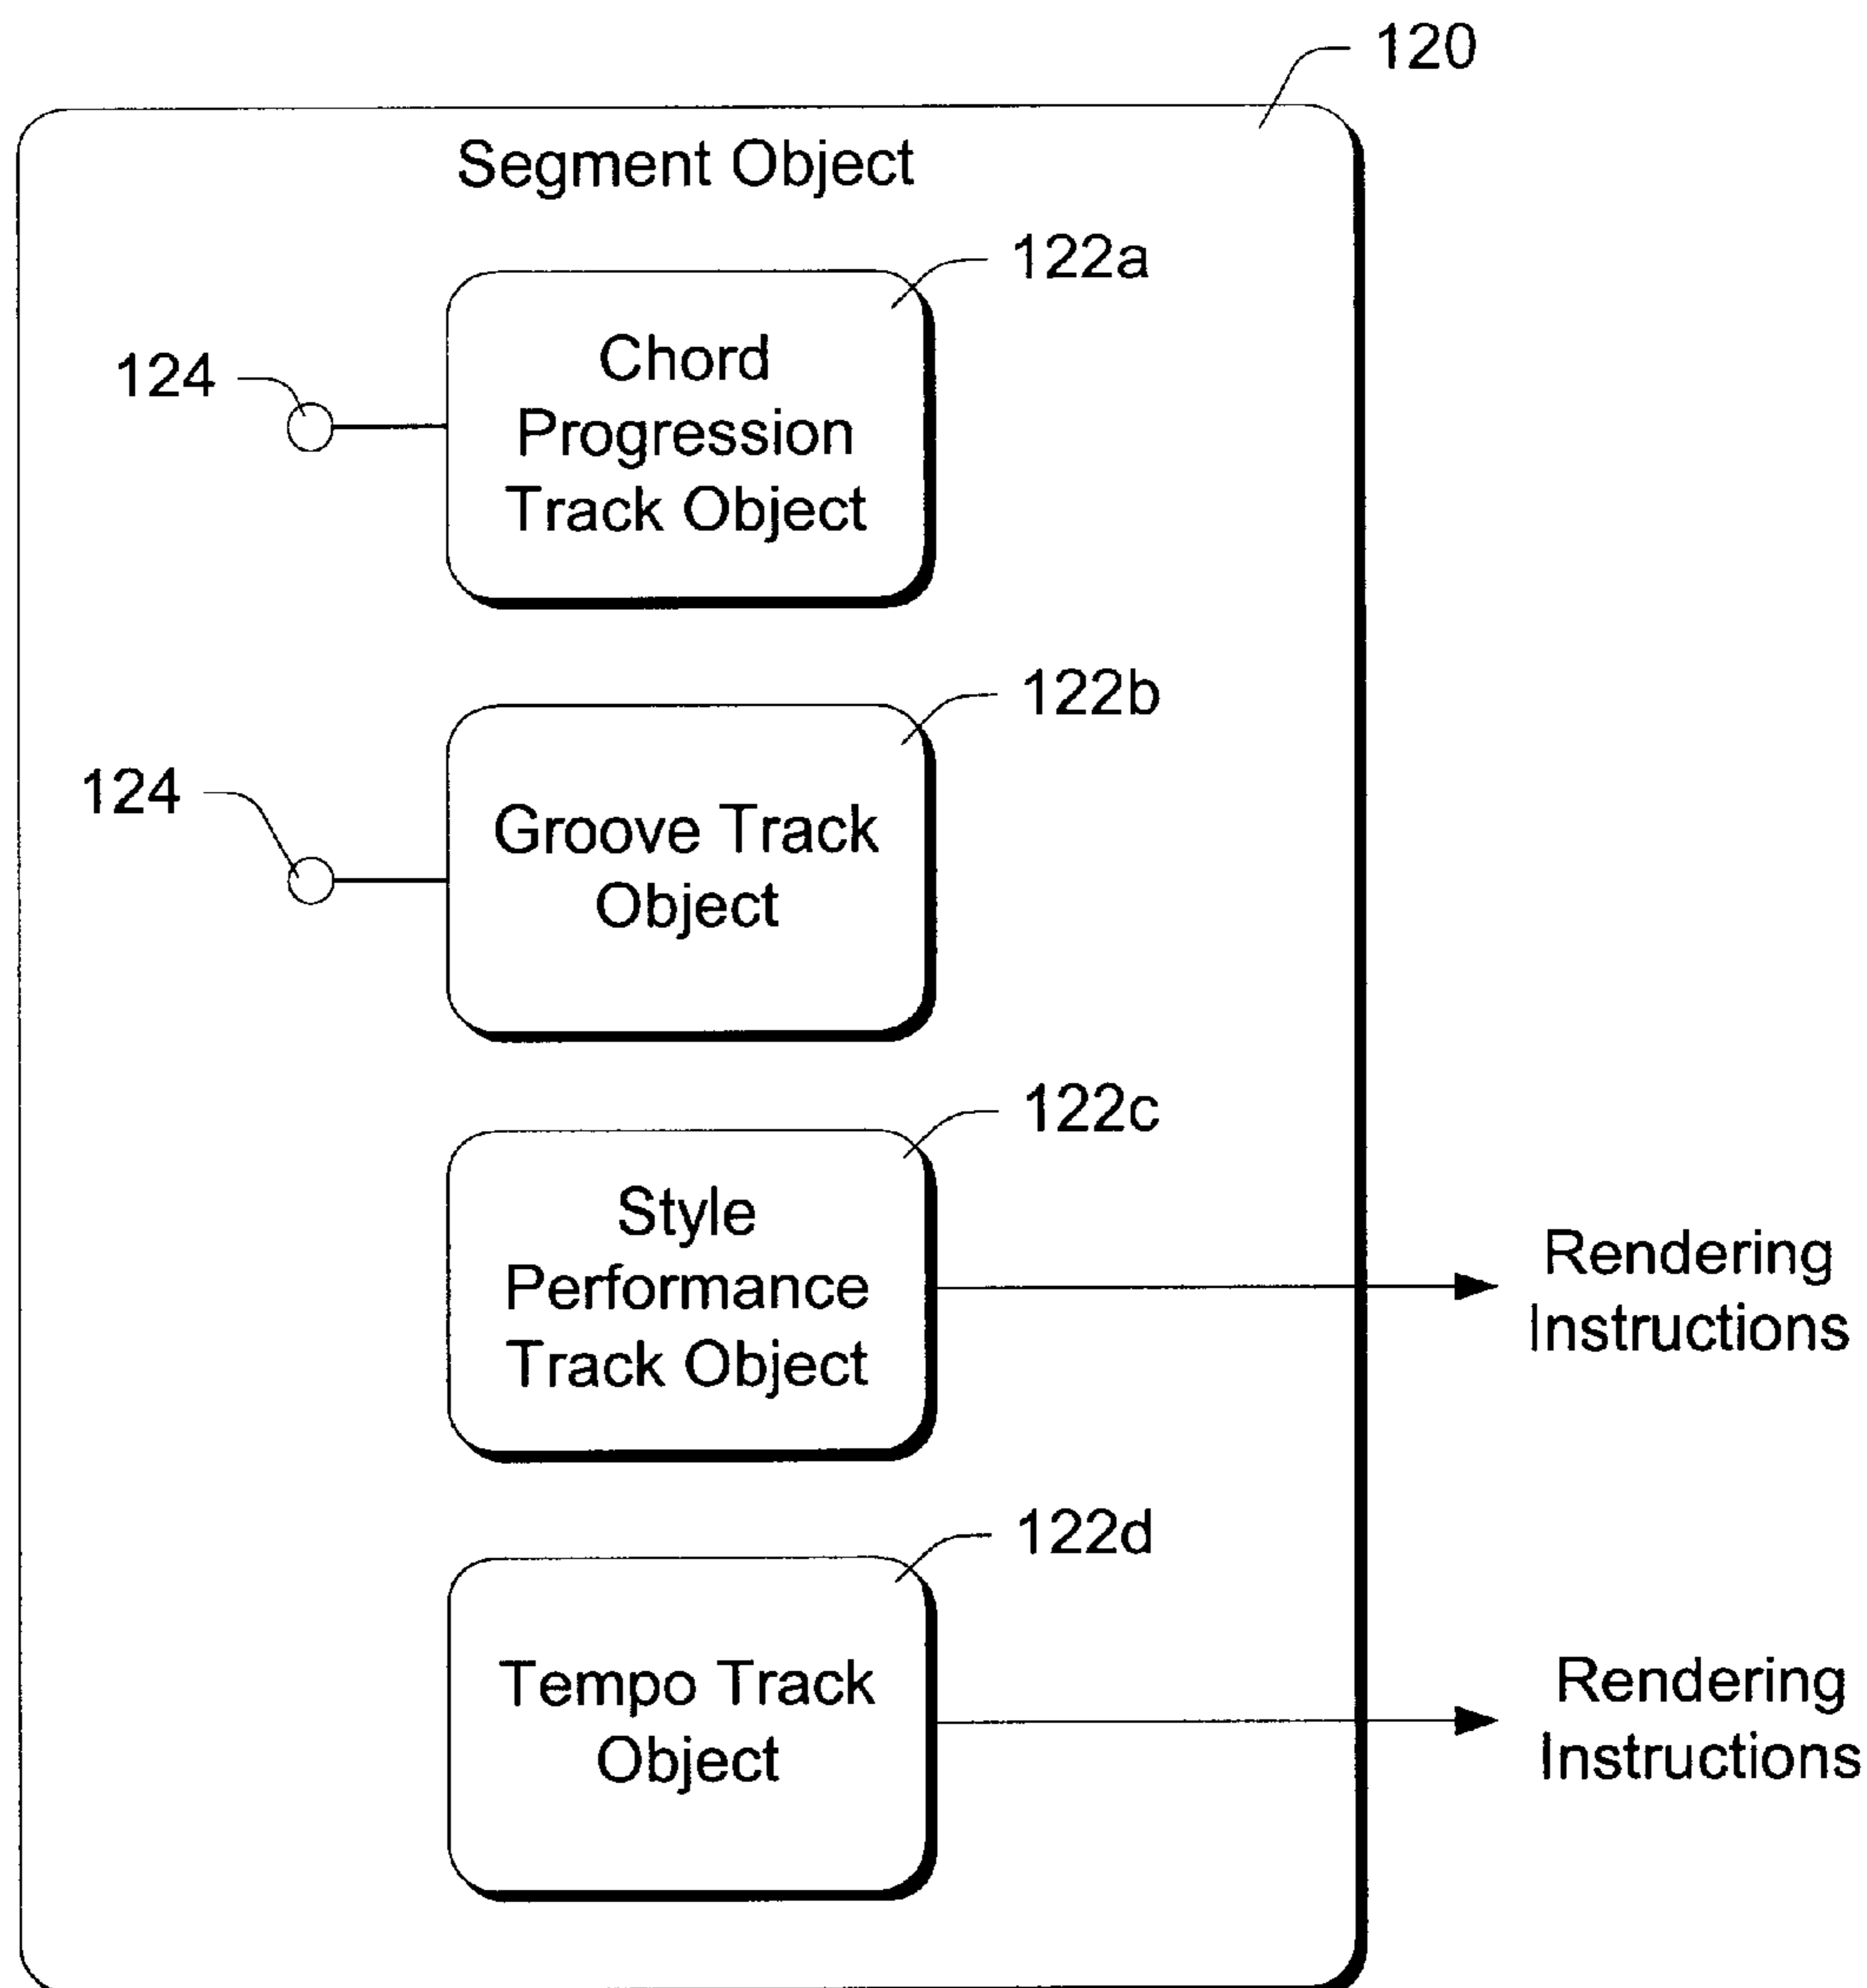 120
Segment Object
122a
Chord
Progression
Track Object
124
122b
124
Groove Track
Object
122c
Style
Performance
Track Object
Rendering
Instructions
122d
Tempo Track
Object
Rendering
Instructions